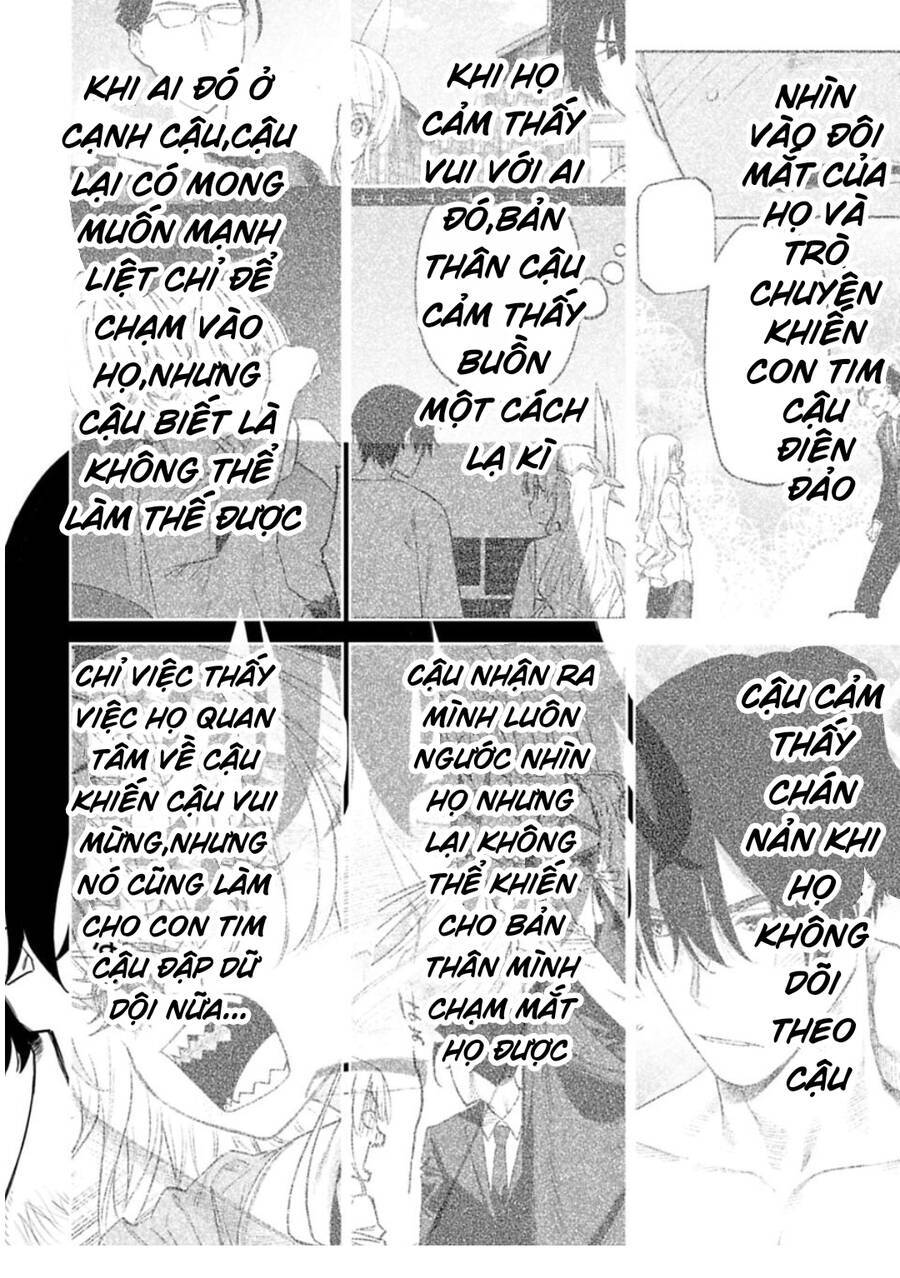 NHÌN
VÀO ĐÔI
MẮT CỦA
HỌ VÀ
TRÒ
CHUYỆN
KHIẾN
CON TIM
CẬU
ĐIÊN
ĐẢO
KHI HỌ
CẢM THẤY
VUI VỚI AI
ĐÓ,BẢN
THÂN CẬU
CẢM THẤY
BUỒN
MỘT CÁCH
LẠ KÌ
KHI AI ĐÓ Ở
CẠNH CẬU,CẬU
LẠI CÓ MONG
MUỐN MẠNH
LIỆT CHỈ ĐỂ
CHẠM VÀO
HỌ,NHƯNG
CẬU BIẾT LÀ
KHÔNG THỂ
LÀM THẾ ĐƯỢC
CẬU CẢM
THẤY
CHÁN
NẢN KHI
HỌ
KHÔNG
DÕI
THEO
CẬU
CẬU NHẬN RA
MÌNH LUÔN
NGƯỚC NHÌN
HỌ NHƯNG
LẠI KHÔNG
THỂ KHIẾN
CHO BẢN
THÂN MÌNH
CHẠM MẮT
HỌ ĐƯỢC
CHỈ VIỆC THẤY
VIỆC HỌ QUAN
TÂM VỀ CẬU
KHIẾN CẬU VUI
MỪNG,NHƯNG
NÓ CŨNG LÀM
CHO CON TIM
CẬU ĐẬP DỮ
DỘI NỮA...